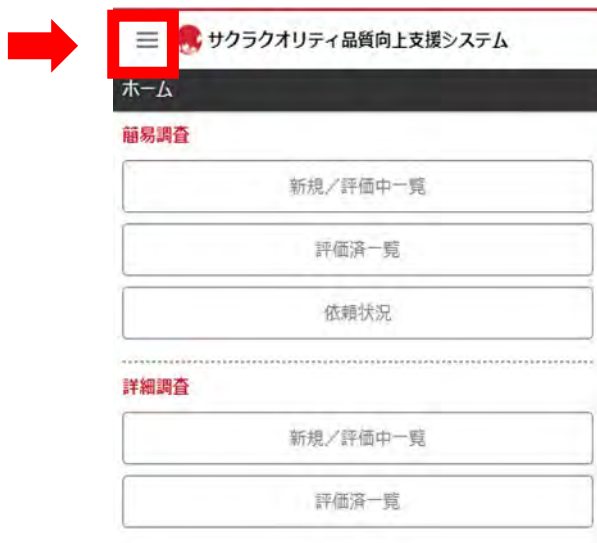 サクラクオリティ品質向上支援システム
ホーム
簡易調査
新規／評価中一覧
評価済一覧
依頼状況
詳細調査
新規／評価中一覧
評価済一覧